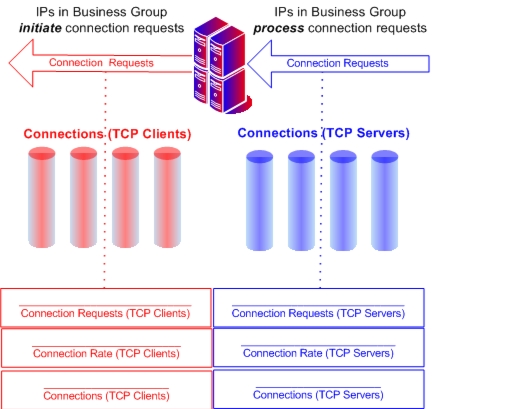 IPs in Business Group
initiate connection requests
IPs in Business Group
process connection requests
Connection Requests
Connection Requests
Connections (TCP Clients)
Connections (TCP Servers)
Connection Requests (TCP Clients)
Connection Requests (TCP Servers)
Connection Rate (TCP Clients)
Connection Rate (TCP Servers)
Connections (TCP Clients)
Connections (TCP Servers)